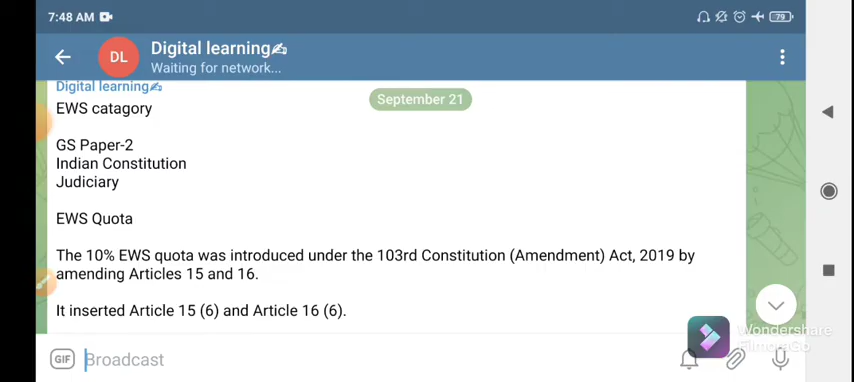 7:48 AM
79
DL
Digital learning✍
Waiting for network...
Digital learning✍
September 21
EWS catagory
GS Paper-2
Indian Constitution
Judiciary
EWS Quota
The 10% EWS quota was introduced under the 103rd Constitution (Amendment) Act, 2019 by
amending Articles 15 and 16.
It inserted Article 15 (6) and Article 16 (6).
Wondershare
FilmoraGo
GIF
Broadcast